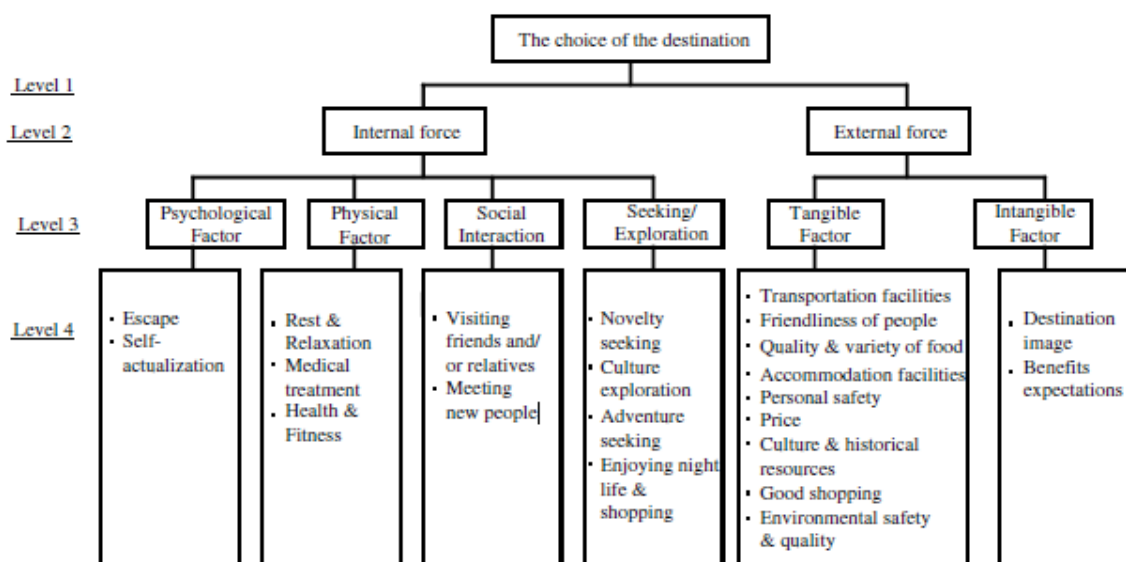 The choice of the destination
Level 1
Level 2
Internal force
External force
Level 3
Psychological
Factor
Physical
Factor
Social
Interaction
Seeking/
Exploration
Tangible
Factor
Intangible
Factor
Level 4
· Escape
· Self-
actualization
· Rest &
Relaxation
· Medical
treatment
· Health &
Fitness
· Visiting
friends and/
or relatives
· Meeting
new people
· Novelty
seeking
· Culture
exploration
· Adventure
seeking
· Enjoying night
life &
shopping
· Transportation facilities
· Friendliness of people
· Quality & variety of food
· Accommodation facilities
· Personal safety
· Price
· Culture & historical
resources
· Good shopping
· Environmental safety
& quality
· Destination
image
· Benefits
expectations